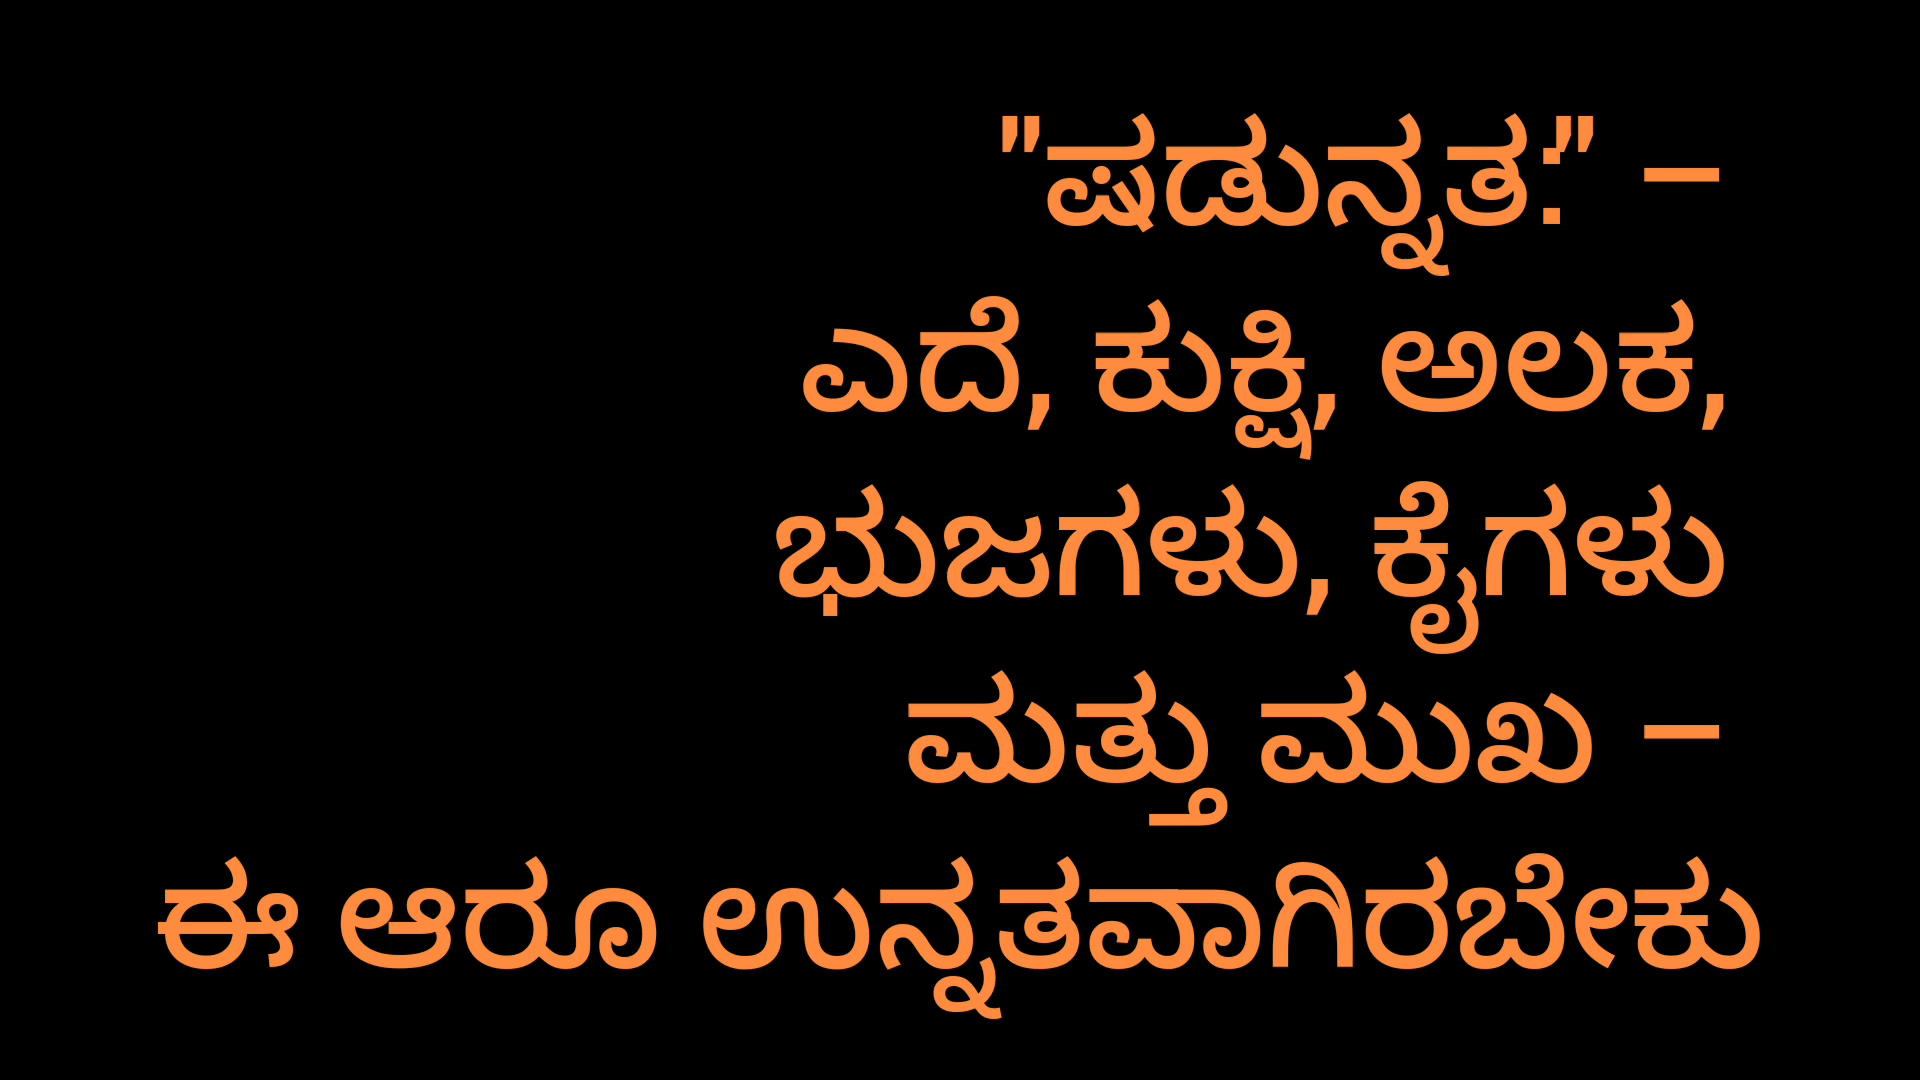 "ಷಡುನ್ನತ:" –
ಎದೆ, ಕುಕ್ಷಿ, ಅಲಕ,
ಭುಜಗಳು, ಕೈಗಳು
ಮತ್ತು ಮುಖ –
ಈ ಆರೂ ಉನ್ನತವಾಗಿರಬೇಕು